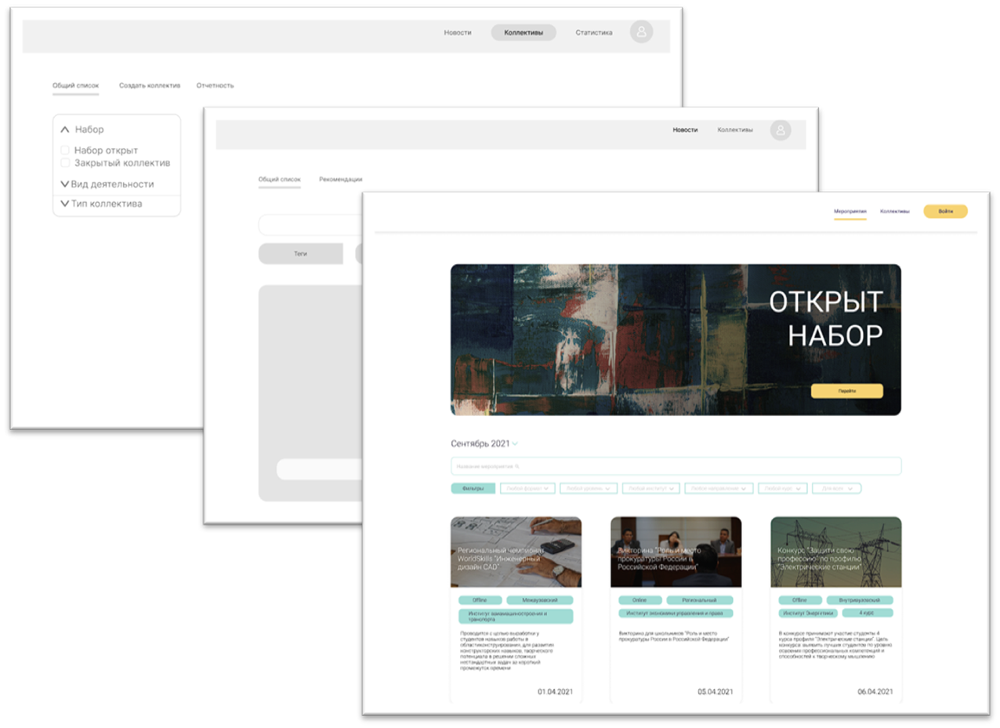 Новости
Коллективы
Статистика
Общий список
Создать коллектив
Отчетность
Набор
Набор открыт
Закрытый коллектив
Вид деятельности
Тип коллектива
Новости
Коллективы
Общий список
Рекомендации
Теги
Мероприятия
Коллективы
Войти
ОТКРЫТ
НАБОР
Перейти
Сентябрь 2021
Название мероприятия
Фильтры
Любой формат
Любой уровень
Любой институт
Любое направление
Любой курс
Для всех
Региональный чемпионат
WorldSkills "Инженерный
дизайн CAD"
Offline
Межвузовский
Институт авиамашиностроения и
транспорта
Проводится с целью выработки у
студентов навыков работы в
областиконструирования, для развития
конструкторских навыков, творческого
потенциала в решении сложных
нестандартных задач за короткий
промежуток времени
01.04.2021
Викторина "Роль и место
прокуратуры России в
Российской Федерации"
Online
Региональный
Институт экономики управления и права
Викторина для школьников "Роль и место
прокуратуры России в Российской Федерации"
05.04.2021
Конкурс "Защити свою
профессию" по профилю
"Электрические станции"
Offline
Внутривузовский
Институт Энергетики
4 курс
В конкурсе принимают участие студенты 4
курса профиля "Электрические станции". Цель
конкурса: выявить лучших студентов по уровню
освоения профессиональных компетенций и
способностей к творческому мышлению
06.04.2021